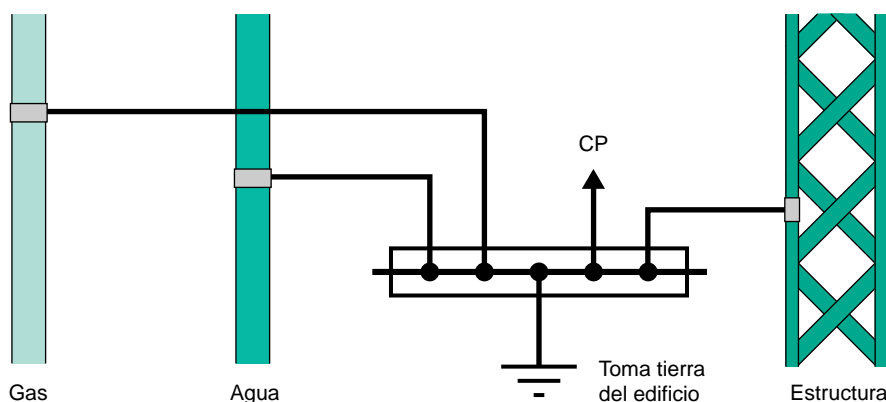 CP
Gas
Agua
Toma tierra
del edificio
Estructura